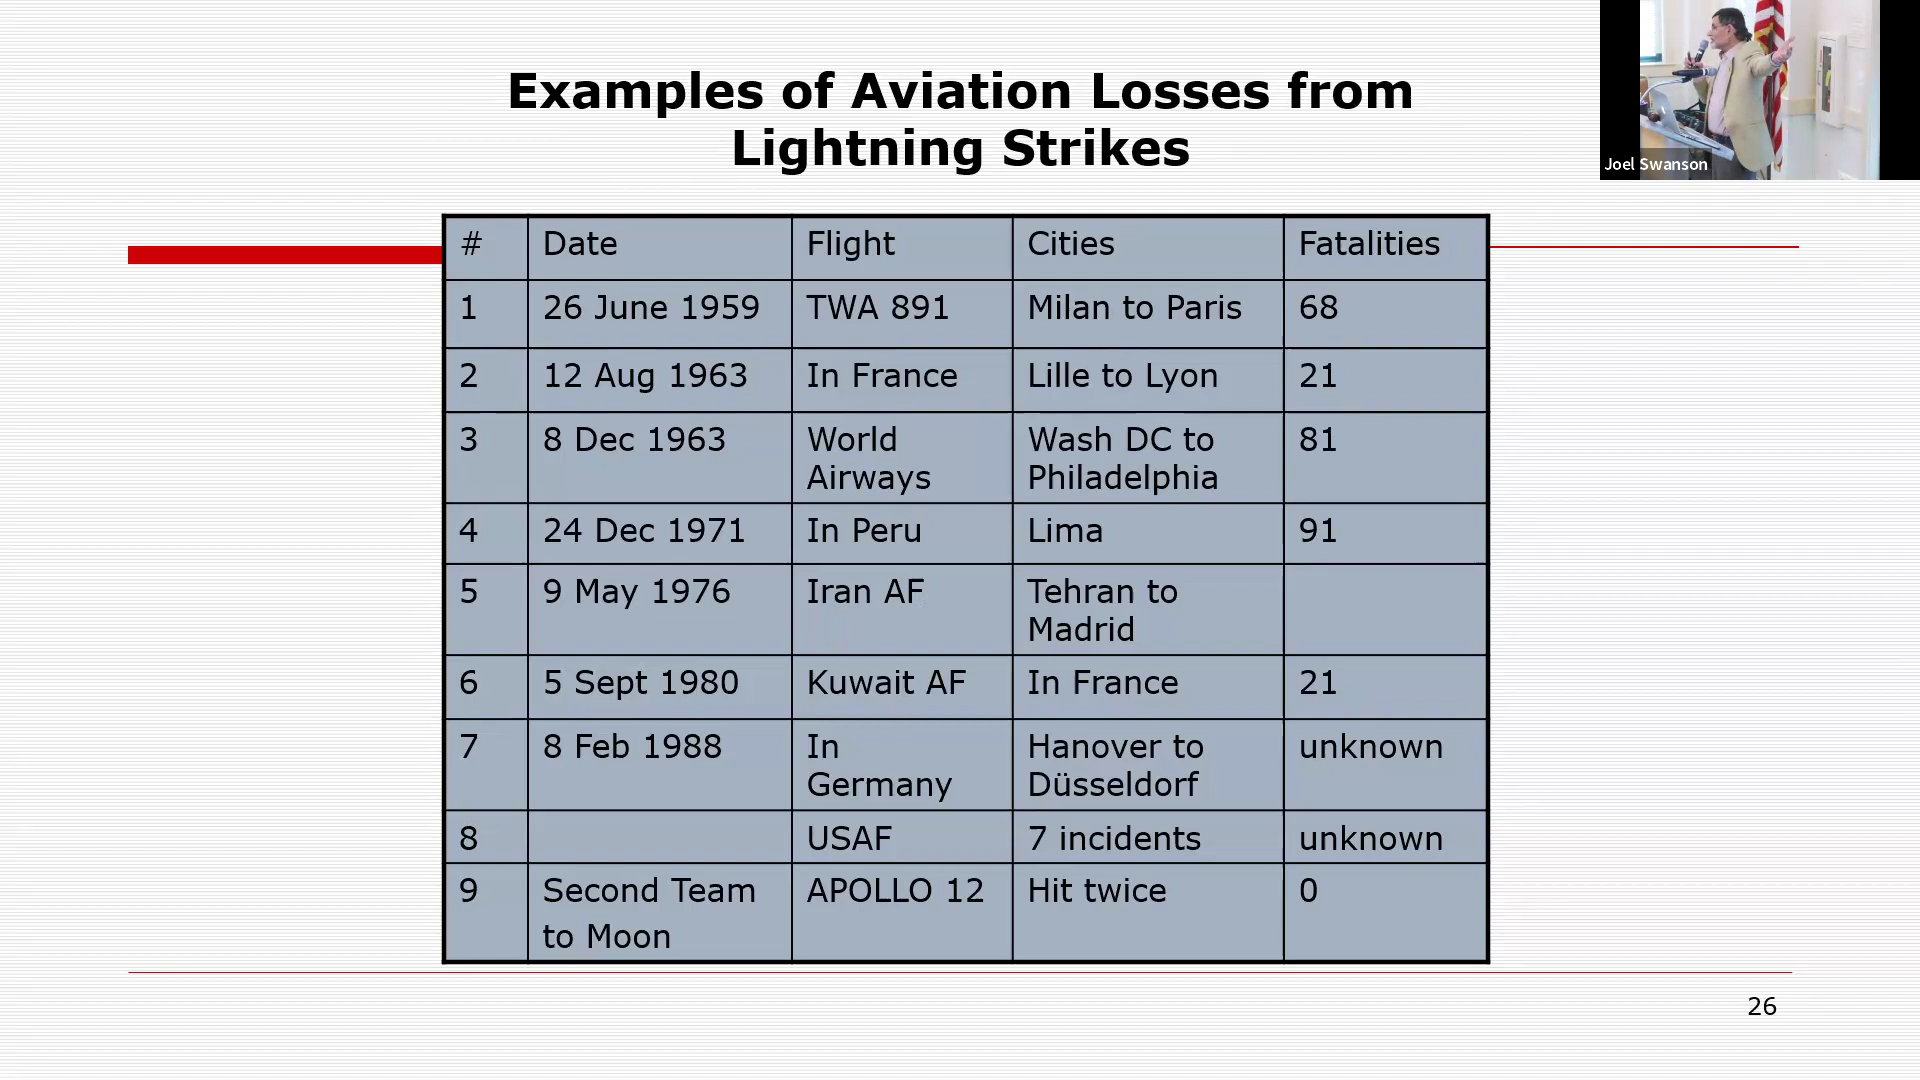 Examples of Aviation Losses from
Lightning Strikes
Joel Swanson
# Date Flight Cities Fatalities
1 26 June 1959 TWA 891 Milan to Paris 68
2 12 Aug 1963 In France Lille to Lyon 21
3 8 Dec 1963 World Wash DC to 81
Airways Philadelphia
4 24 Dec 1971 In Peru Lima 91
5 9 May 1976 Iran AF Tehran to
Madrid
6 5 Sept 1980 Kuwait AF In France 21
7 8 Feb 1988 In Hanover to unknown
Germany Düsseldorf
8 USAF 7 incidents unknown
9 Second Team APOLLO 12 Hit twice 0
to Moon
26